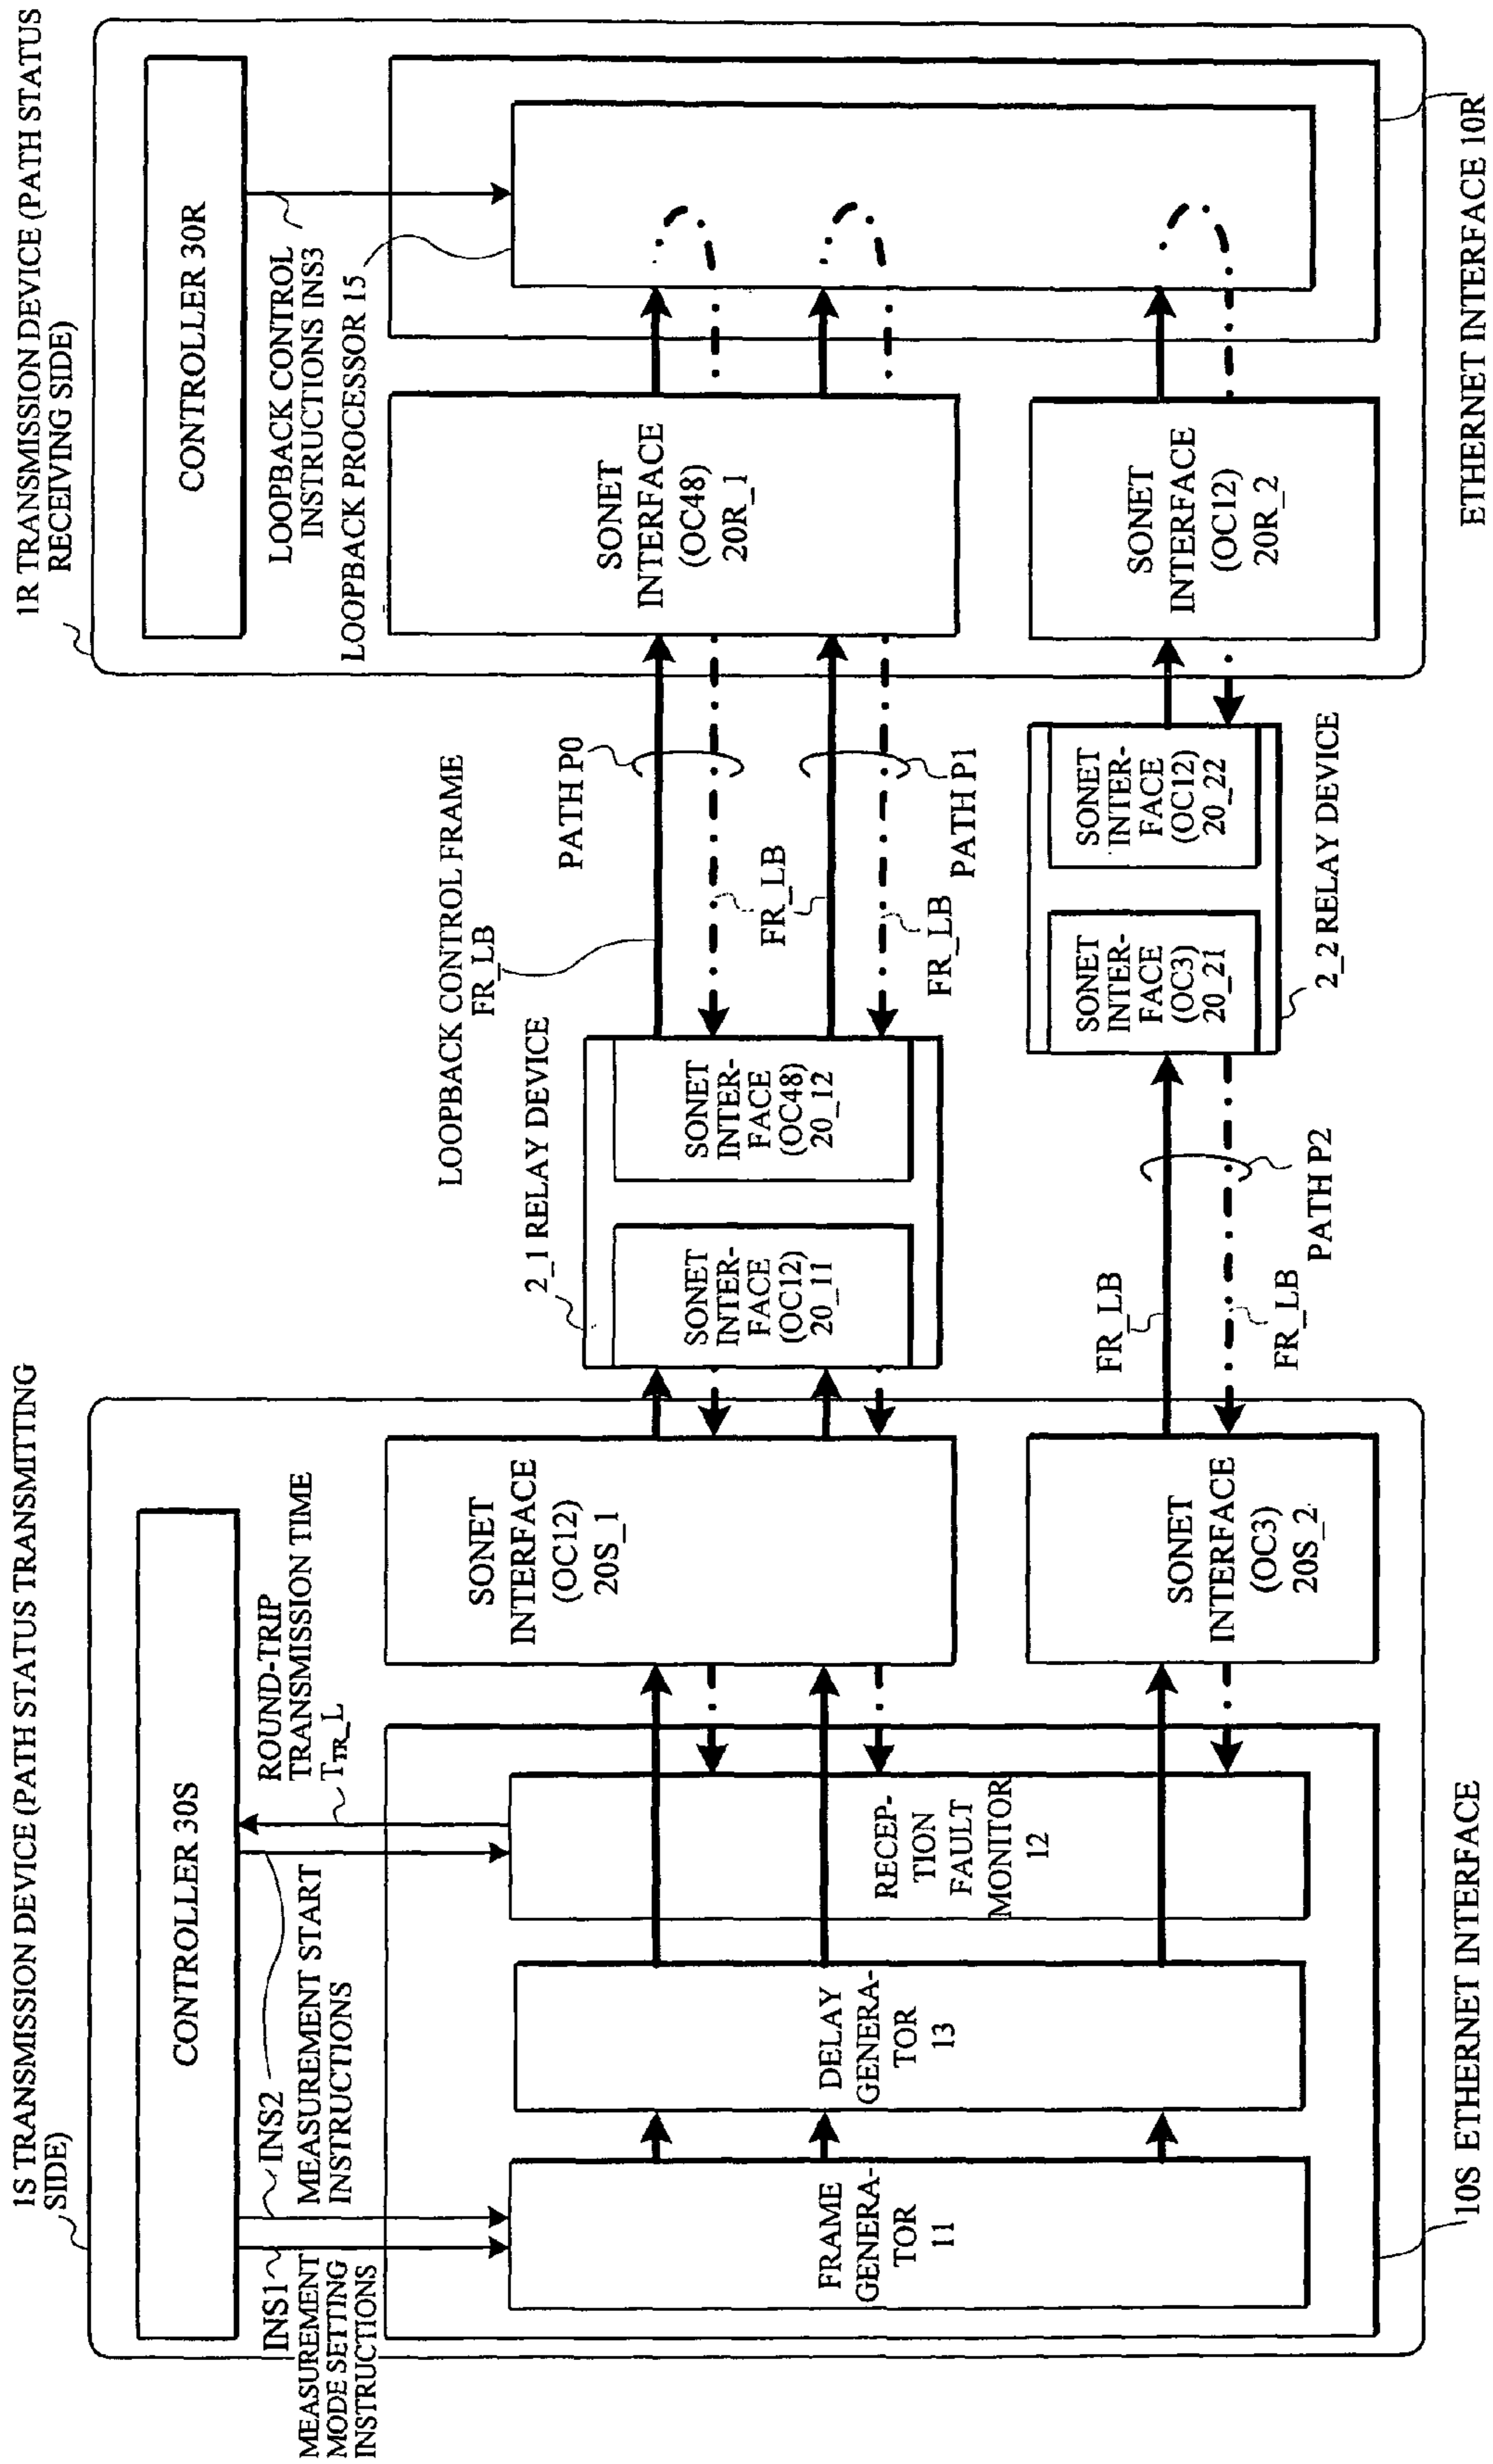 1S TRANSMISSION DEVICE (PATH STATUS TRANSMITTING
SIDE)
CONTROLLER 30S
INS1
MEASUREMENT
MODE SETTING
INSTRUCTIONS
INS2
MEASUREMENT START
INSTRUCTIONS
ROUND-TRIP
TRANSMISSION TIME
TTR_L
FRAME
GENERA-
TOR
11
DELAY
GENERA-
TOR
13
RECEP-
TION
FAULT
MONITOR
12
SONET
INTERFACE
(OC12)
20S_1
SONET
INTERFACE
(OC3)
20S_2
10S ETHERNET INTERFACE
2_1 RELAY DEVICE
SONET
INTER-
FACE
(OC12)
20_11
SONET
INTER-
FACE
(OC48)
20_12
LOOPBACK CONTROL FRAME
FR_LB
PATH P0
FR_LB
FR_LB
PATH P1
FR_LB
FR_LB
PATH P2
SONET
INTER-
FACE
(OC3)
20_21
SONET
INTER-
FACE
(OC12)
20_22
2_2 RELAY DEVICE
1R TRANSMISSION DEVICE (PATH STATUS
RECEIVING SIDE)
CONTROLLER 30R
LOOPBACK CONTROL
INSTRUCTIONS INS3
LOOPBACK PROCESSOR 15
SONET
INTERFACE
(OC48)
20R_1
SONET
INTERFACE
(OC12)
20R_2
ETHERNET INTERFACE 10R